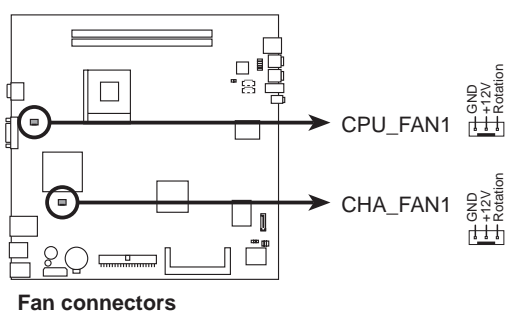 CPU_FAN1
GND
+12V
Rotation
CHA_FAN1
GND
+12V
Rotation
Fan connectors